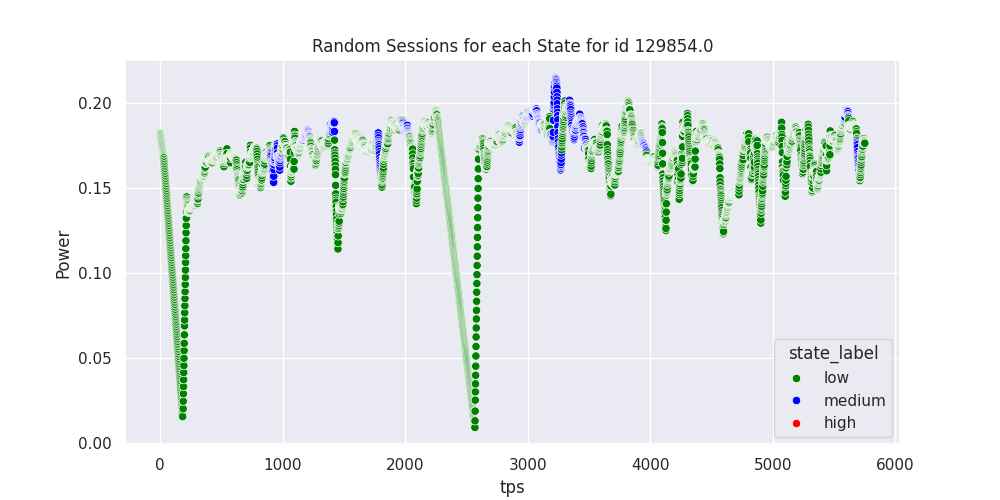 Random Sessions for each State for id 129854.0
Power
0.20
0.15
0.10
0.05
0.00
0 1000 2000 3000 4000 5000 6000
tps
state_label
low
medium
high